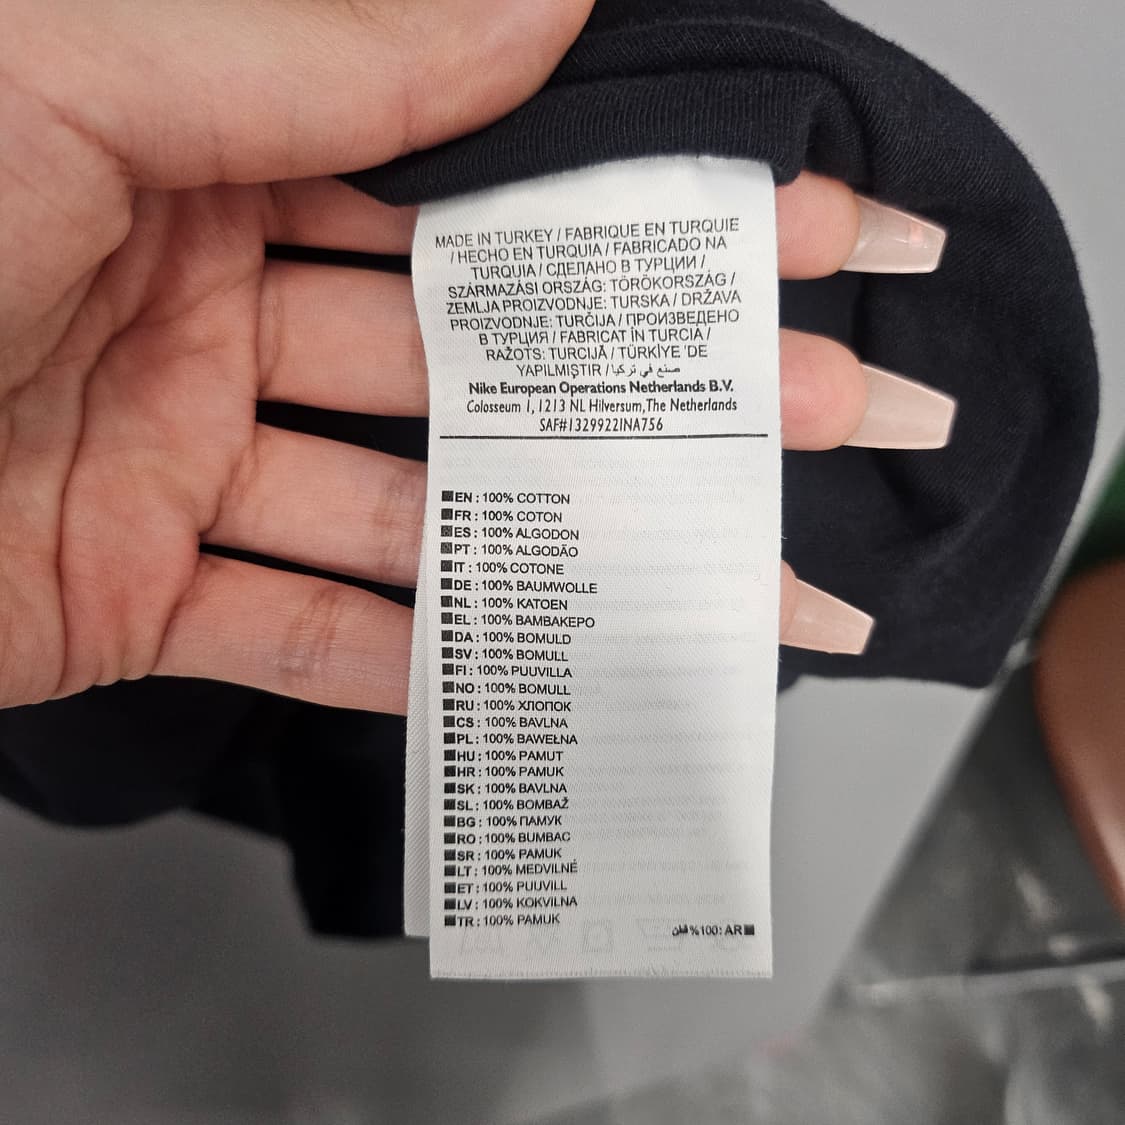 MADE IN TURKEY / FABRIQUE EN TURQUIE
/ HECHO EN TURQUIA / FABRICADO NA
TURQUIA / СДЕЛАНО В ТУРЦИИ /
SZÁRMAZÁSI ORSZÁG: TÖRÖKORSZÁG /
ZEMLJA PROIZVODNJE: TURSKA / DRŽAVA
PROIZVODNJE: TURČIJA / ПРОИЗВЕДЕНО
В ТУРЦИЯ / FABRICAT ÎN TURCIA /
RAŽOTS: TURCIJĀ / TÜRKİYE 'DE
YAPILMIŞTIR / صنع في تركيا
Nike European Operations Netherlands B.V.
Colosseum 1, 1213 NL Hilversum, The Netherlands
SAF#1329922INA756
EN : 100% COTTON
FR : 100% COTON
ES : 100% ALGODON
PT : 100% ALGODÃO
IT : 100% COTONE
DE : 100% BAUMWOLLE
NL : 100% KATOEN
EL : 100% BAMBAKEPO
DA : 100% BOMULD
SV : 100% BOMULL
FI : 100% PUUVILLA
NO : 100% BOMULL
RU : 100% ХЛОПОК
CS : 100% BAVLNA
PL : 100% BAWEŁNA
HU : 100% PAMUT
HR : 100% PAMUK
SK : 100% BAVLNA
SL : 100% BOMBAŽ
BG : 100% ПАМУК
RO : 100% BUMBAC
SR : 100% PAMUK
LT : 100% MEDVILNĖ
ET : 100% PUUVILL
LV : 100% KOKVILNA
TR : 100% PAMUK
قطن %100: AR